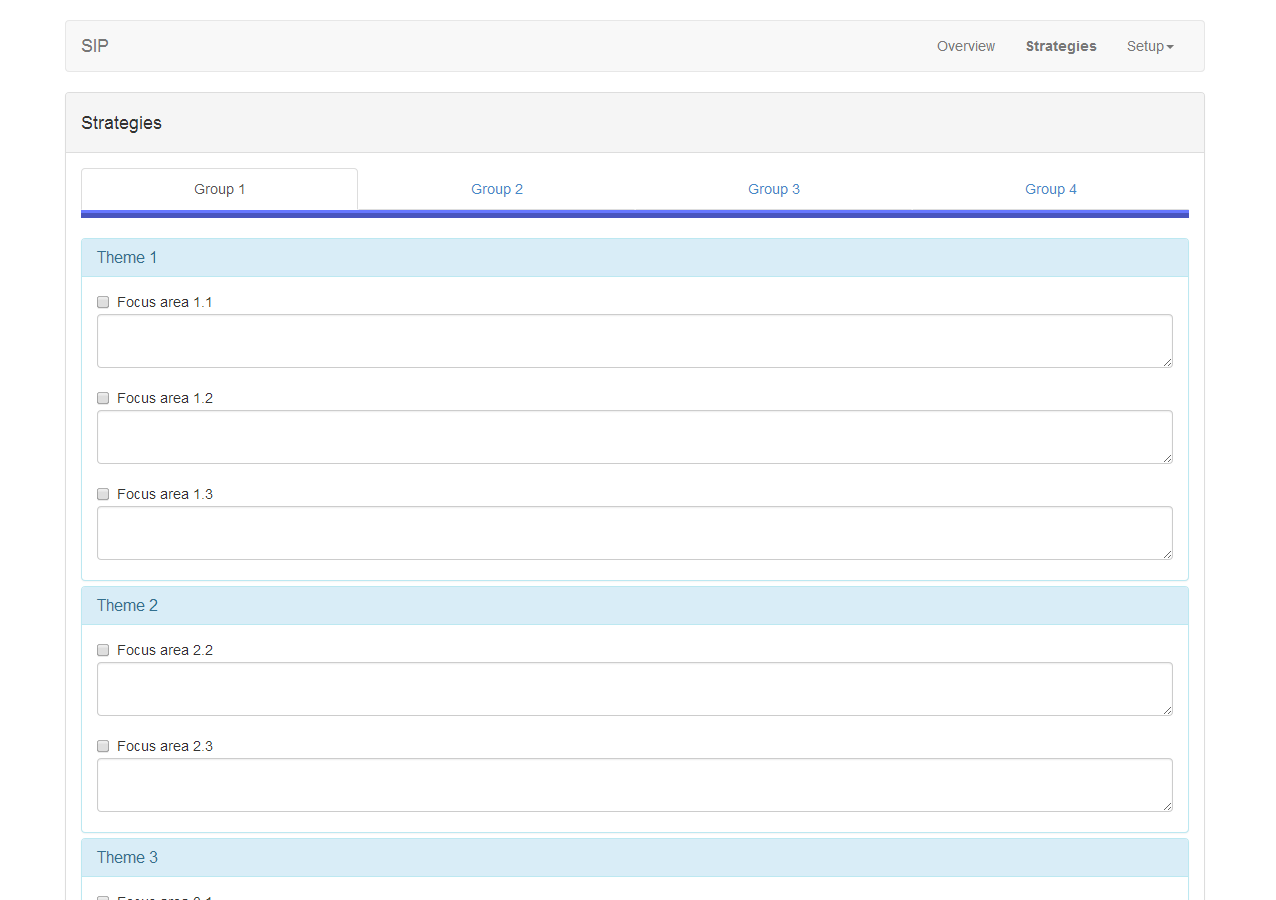 SIP Overview Strategies Setup
Strategies
Group 1 Group 2 Group 3 Group 4
Theme 1
Focus area 1.1
Focus area 1.2
Focus area 1.3
Theme 2
Focus area 2.2
Focus area 2.3
Theme 3
Focus area